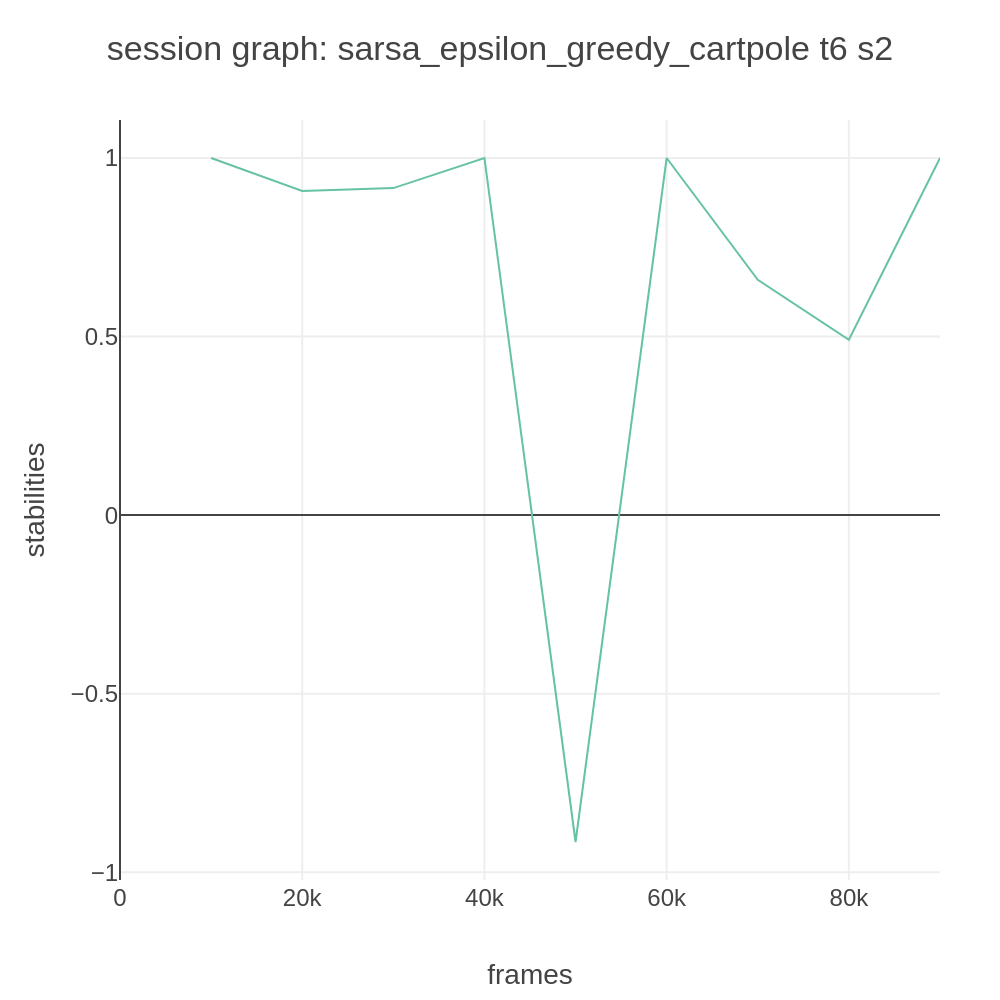 session graph: sarsa_epsilon_greedy_cartpole t6 s2
1
0.5
0
−0.5
−1
stabilities
0
20k
40k
60k
80k
frames